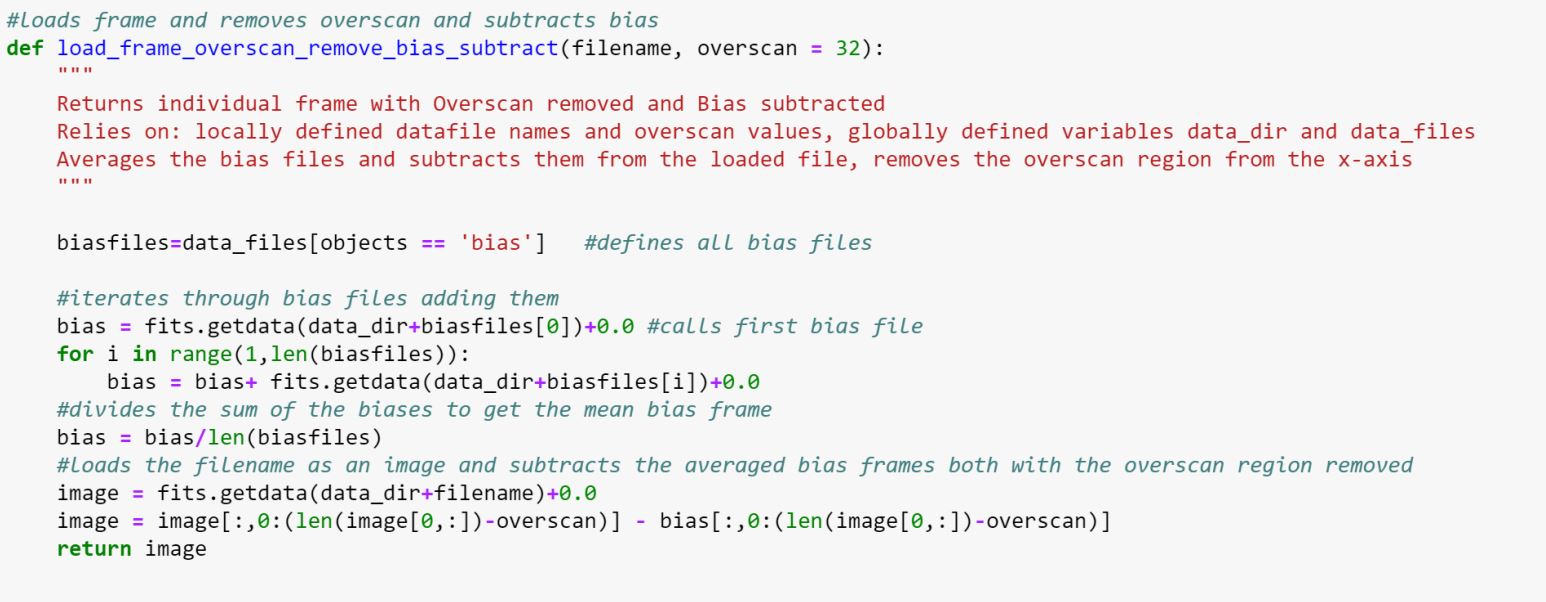 #loads frame and removes overscan and subtracts bias
def load_frame_overscan_remove_bias_subtract(filename, overscan = 32):
    """
    Returns individual frame with Overscan removed and Bias subtracted
    Relies on: locally defined datafile names and overscan values, globally defined variables data_dir and data_files
    Averages the bias files and subtracts them from the loaded file, removes the overscan region from the x-axis
    """
    biasfiles=data_files[objects == 'bias']   #defines all bias files
    #iterates through bias files adding them
    bias = fits.getdata(data_dir+biasfiles[0])+0.0 #calls first bias file
    for i in range(1,len(biasfiles)):
        bias = bias+ fits.getdata(data_dir+biasfiles[i])+0.0
    #divides the sum of the biases to get the mean bias frame
    bias = bias/len(biasfiles)
    #loads the filename as an image and subtracts the averaged bias frames both with the overscan region removed
    image = fits.getdata(data_dir+filename)+0.0
    image = image[:,0:(len(image[0,:])-overscan)] - bias[:,0:(len(image[0,:])-overscan)]
    return image